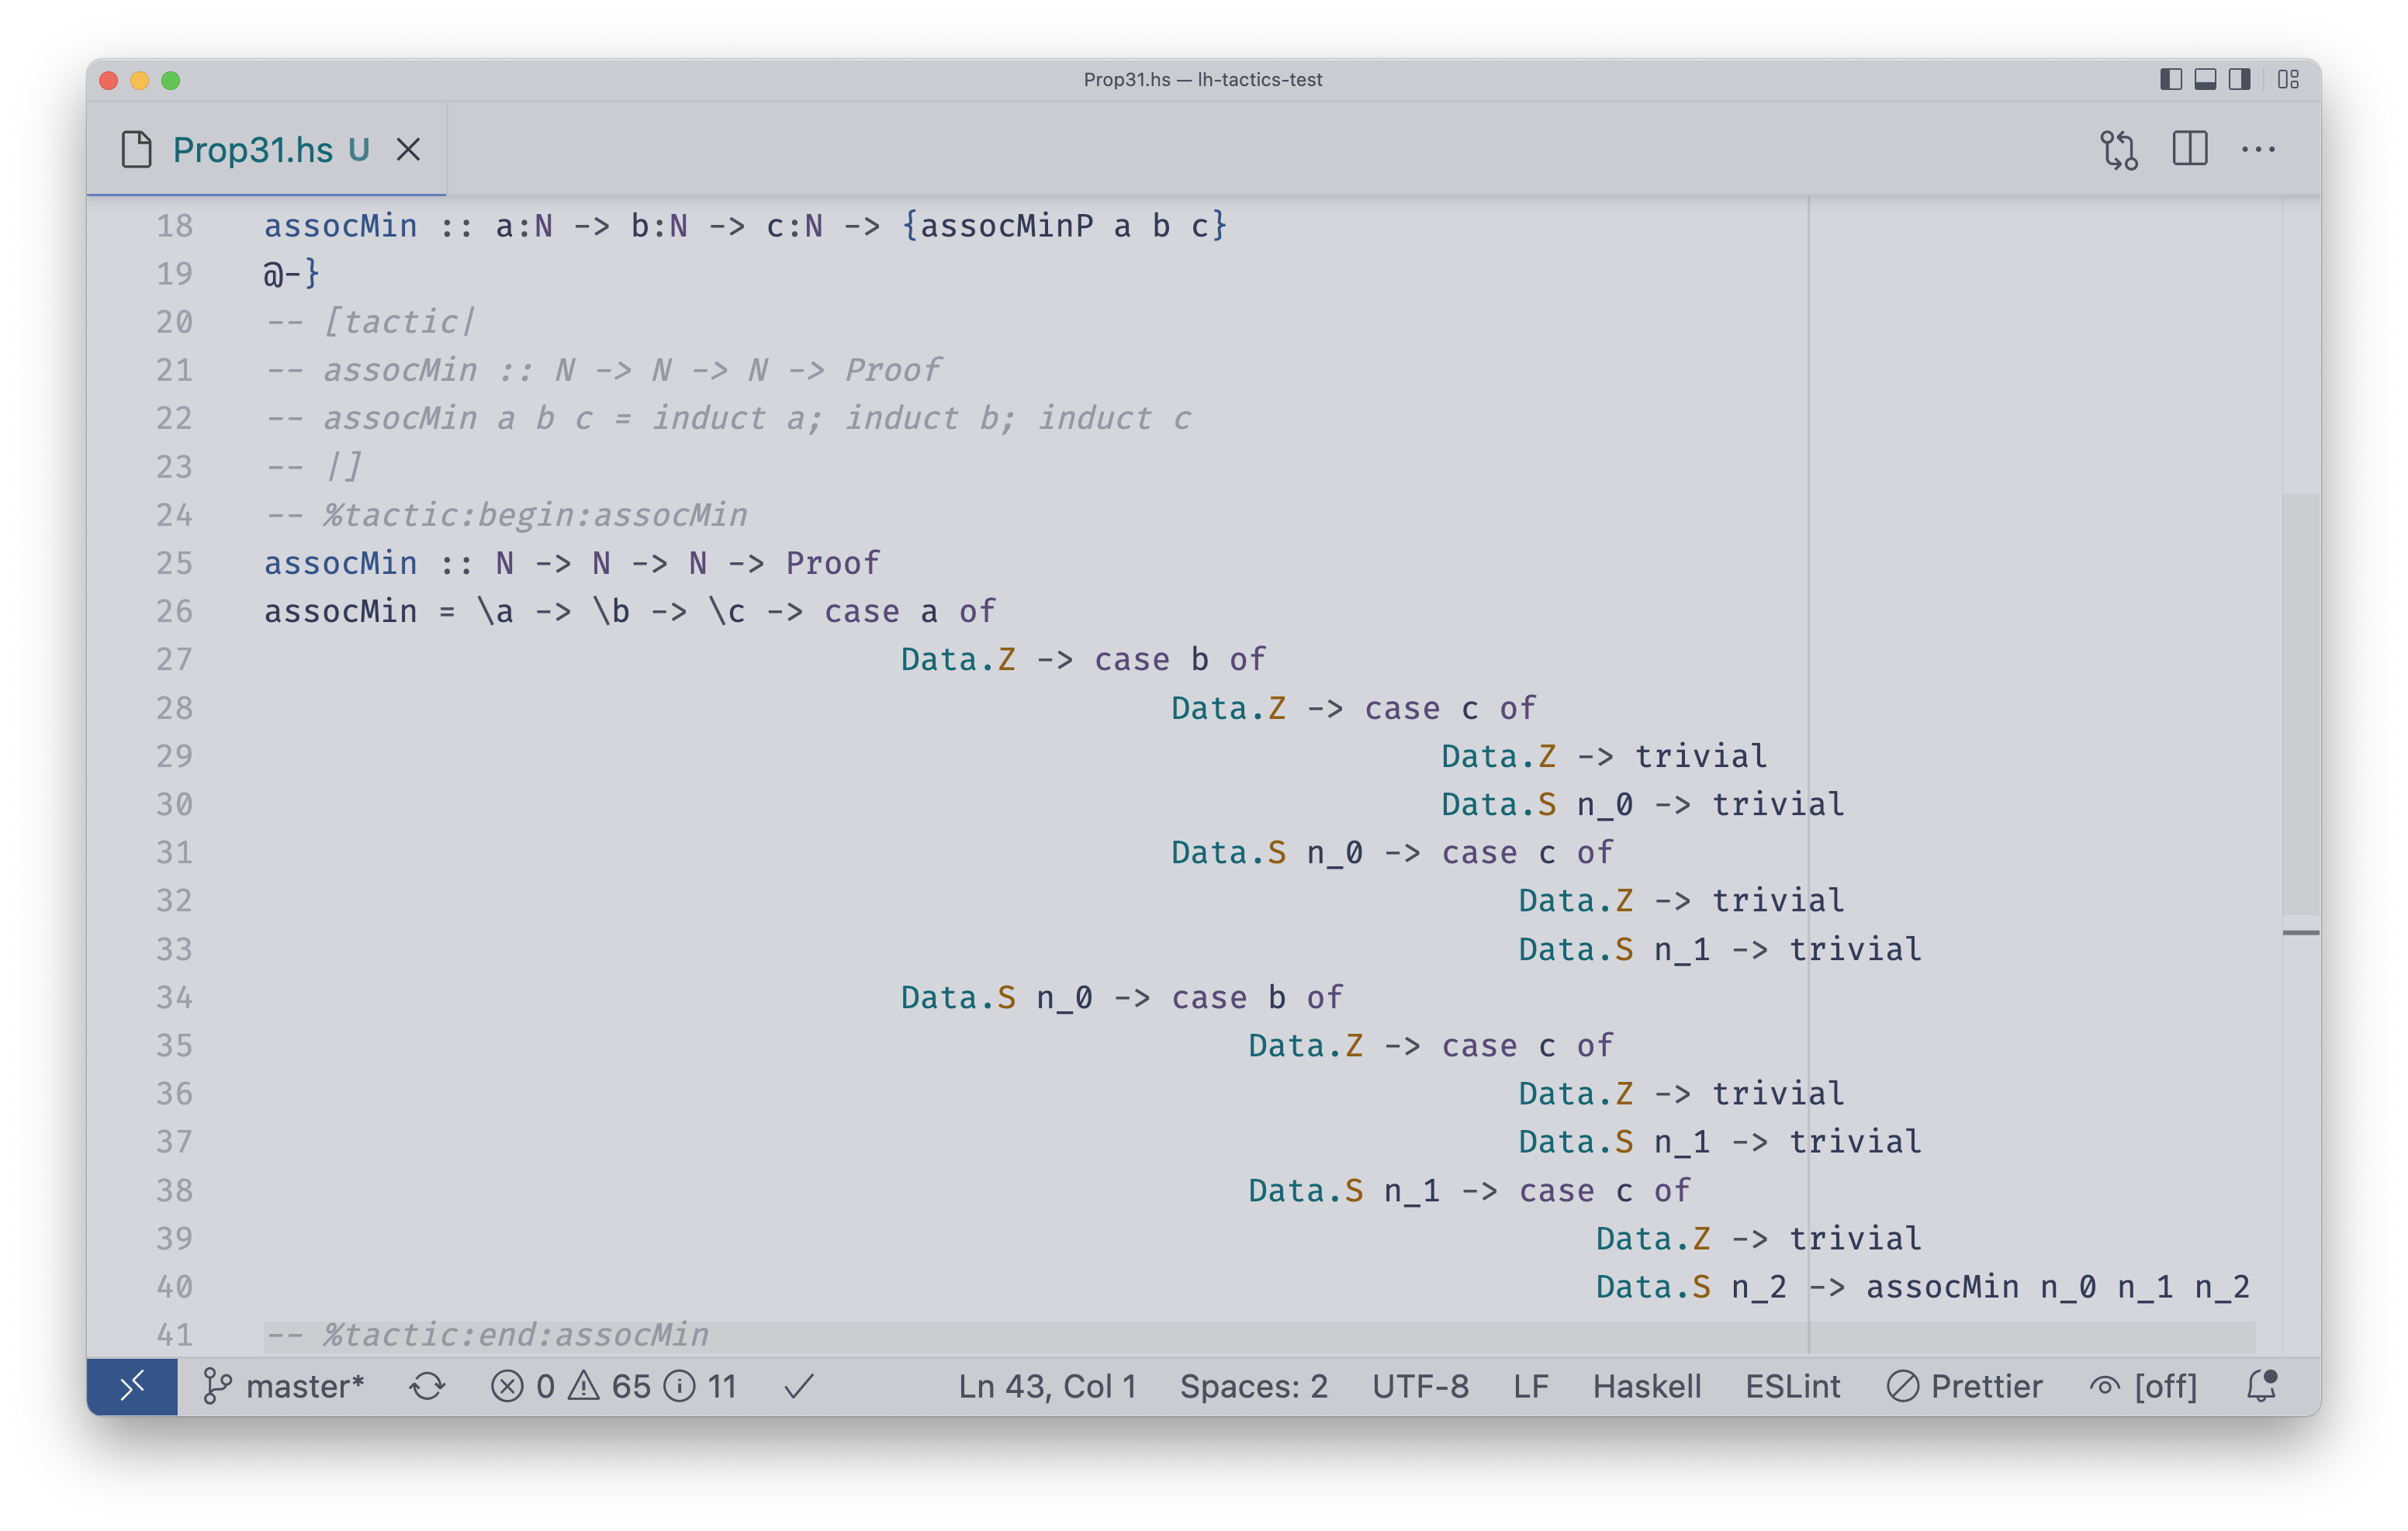 Prop31.hs — lh-tactics-test
Prop31.hs U
18 assocMin :: a:N -> b:N -> c:N -> {assocMinP a b c}
19 @-}
20 -- [tactic|
21 -- assocMin :: N -> N -> N -> Proof
22 -- assocMin a b c = induct a; induct b; induct c
23 -- |]
24 -- %tactic:begin:assocMin
25 assocMin :: N -> N -> N -> Proof
26 assocMin = \a -> \b -> \c -> case a of
27 Data.Z -> case b of
28 Data.Z -> case c of
29 Data.Z -> trivial
30 Data.S n_0 -> trivial
31 Data.S n_0 -> case c of
32 Data.Z -> trivial
33 Data.S n_1 -> trivial
34 Data.S n_0 -> case b of
35 Data.Z -> case c of
36 Data.Z -> trivial
37 Data.S n_1 -> trivial
38 Data.S n_1 -> case c of
39 Data.Z -> trivial
40 Data.S n_2 -> assocMin n_0 n_1 n_2
41 -- %tactic:end:assocMin
master* 0 65 11 Ln 43, Col 1 Spaces: 2 UTF-8 LF Haskell ESLint Prettier [off]